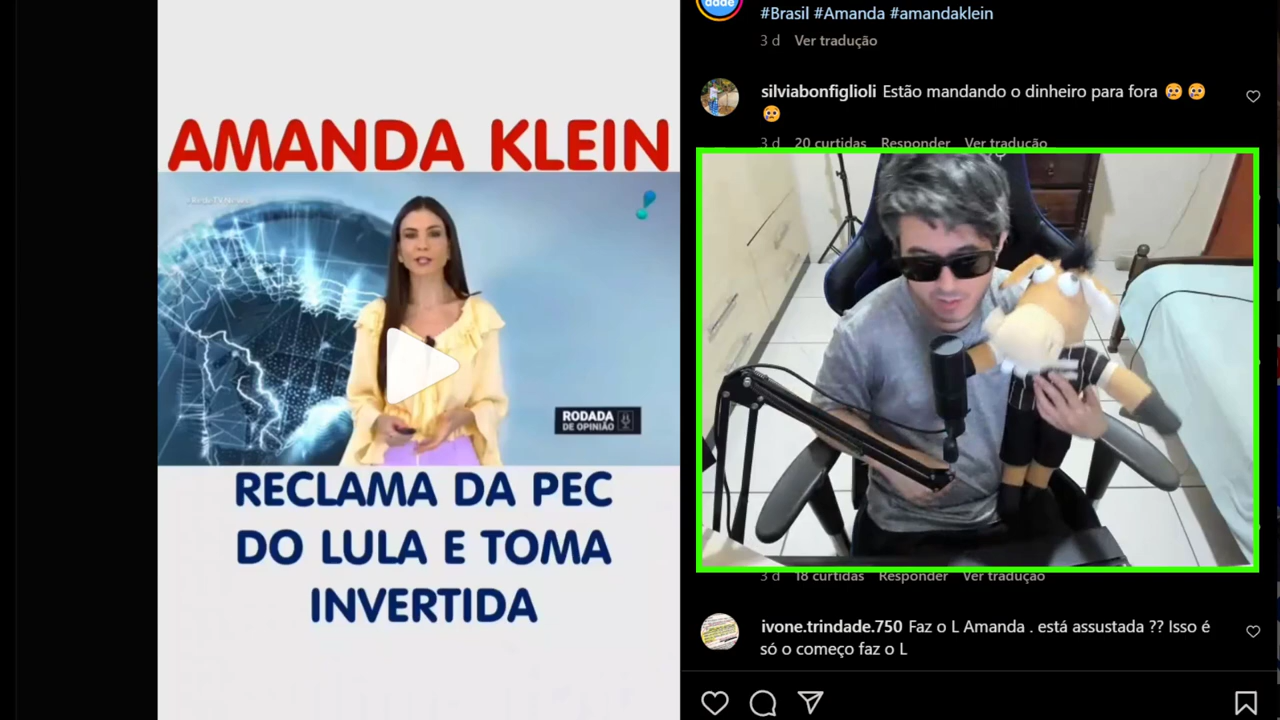 AMANDA KLEIN
RODADA
DE OPINIÃO
RECLAMA DA PEC
DO LULA E TOMA
INVERTIDA
dade
#Brasil #Amanda #amandaklein
3 d Ver tradução
silviabonfiglioli Estão mandando o dinheiro para fora 😢😢
😢
3 d 20 curtidas Responder Ver tradução
3 d 18 curtidas Responder Ver tradução
ivone.trindade.750 Faz o L Amanda . está assustada ?? Isso é
só o começo faz o L